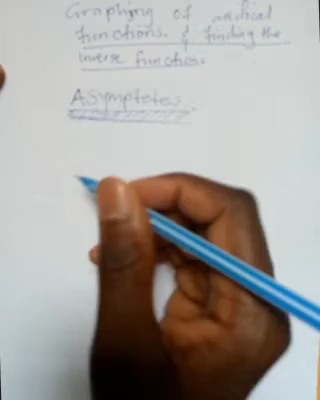 Graphing of radical
functions. & finding the
inverse functions
Asymptotes.